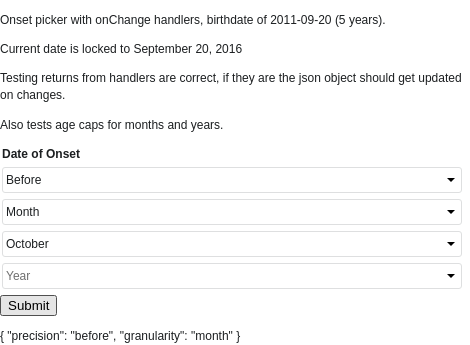 Onset picker with onChange handlers, birthdate of 2011-09-20 (5 years).
Current date is locked to September 20, 2016
Testing returns from handlers are correct, if they are the json object should get updated
on changes.
Also tests age caps for months and years.
Date of Onset
Before
Month
October
Year
Submit
{ "precision": "before", "granularity": "month" }